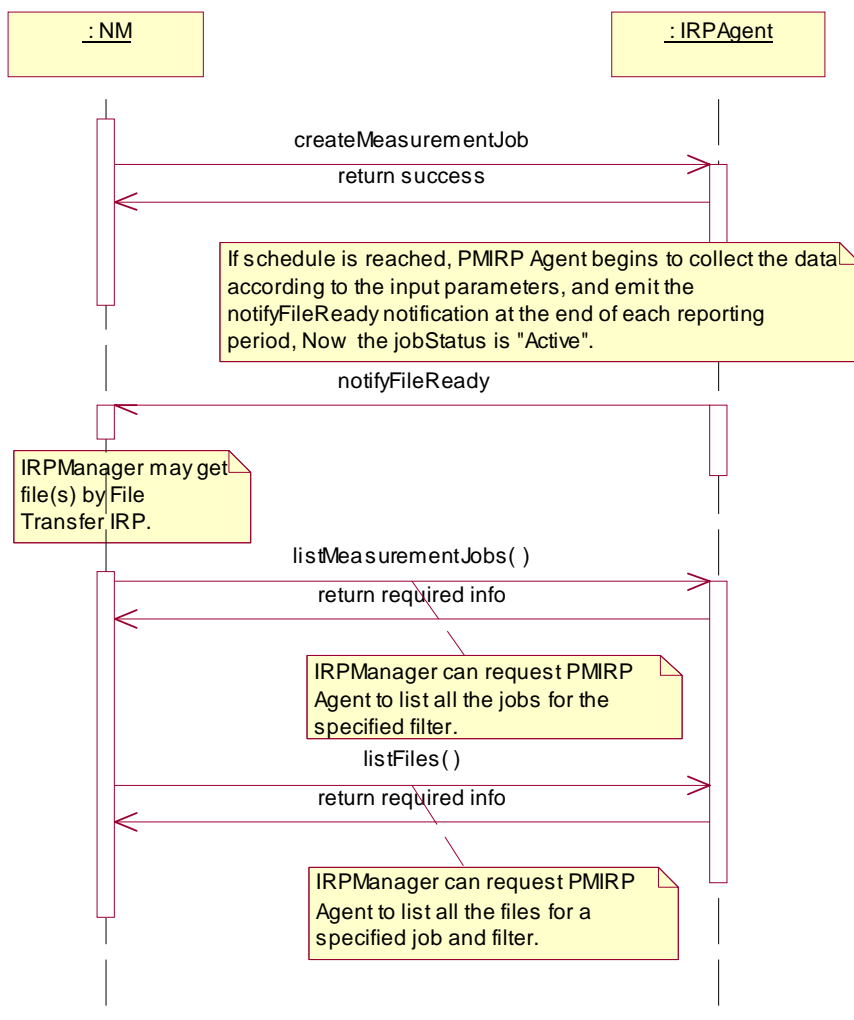 : NM
: IRPAgent
createMeasurementJob
return success
If schedule is reached, PMIRP Agent begins to collect the data
according to the input parameters, and emit the
notifyFileReady notification at the end of each reporting
period, Now the jobStatus is "Active".
notifyFileReady
IRPManager may get
file(s) by File
Transfer IRP.
listMeasurementJobs( )
return required info
IRPManager can request PMIRP
Agent to list all the jobs for the
specified filter.
listFiles( )
return required info
IRPManager can request PMIRP
Agent to list all the files for a
specified job and filter.